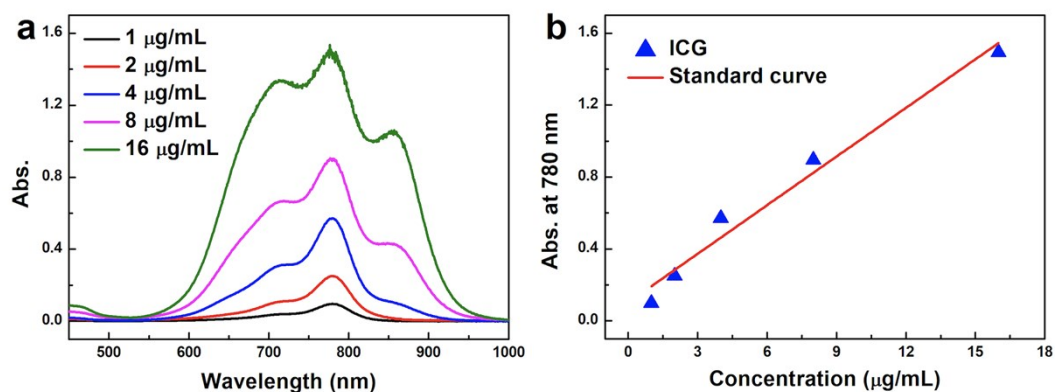 a
Abs.
1.6
1.2
0.8
0.4
0.0
1 μg/mL
2 μg/mL
4 μg/mL
8 μg/mL
16 μg/mL
500 600 700 800 900 1000
Wavelength (nm)
b
Abs. at 780 nm
1.6
1.2
0.8
0.4
0.0
ICG
Standard curve
0 3 6 9 12 15 18
Concentration (μg/mL)